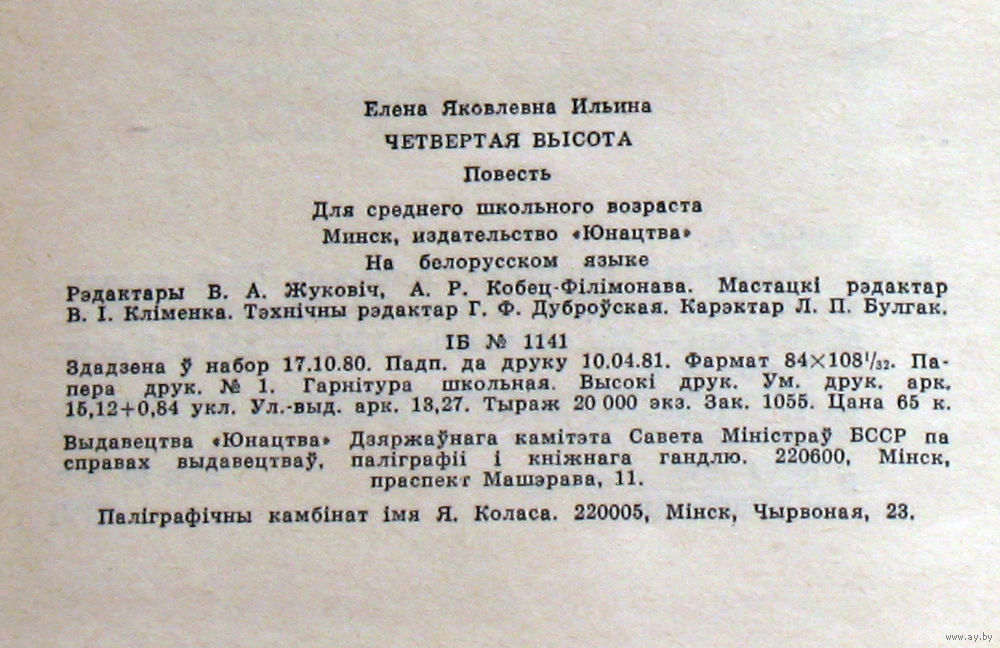 Елена Яковлевна Ильина
ЧЕТВЕРТАЯ ВЫСОТА
Повесть
Для среднего школьного возраста
Минск, издательство «Юнацтва»
На белорусском языке
Рэдактары В. А. Жуковіч, А. Р. Кобец-Філімонава. Мастацкі рэдактар
В. І. Кліменка. Тэхнічны рэдактар Г. Ф. Дуброўская. Карэктар Л. П. Булгак.
ІБ № 1141
Здадзена ў набор 17.10.80. Падп. да друку 10.04.81. Фармат 84×108¹/₃₂. Па-
пера друк. № 1. Гарнітура школьная. Высокі друк. Ум. друк. арк.
15,12+0,84 укл. Ул.-выд. арк. 13,27. Тыраж 20 000 экз. Зак. 1055. Цана 65 к.
Выдавецтва «Юнацтва» Дзяржаўнага камітэта Савета Міністраў БССР па
справах выдавецтваў, паліграфіі і кніжнага гандлю. 220600, Мінск,
праспект Машэрава, 11.
Паліграфічны камбінат імя Я. Коласа. 220005, Мінск, Чырвоная, 23.
www.ay.by